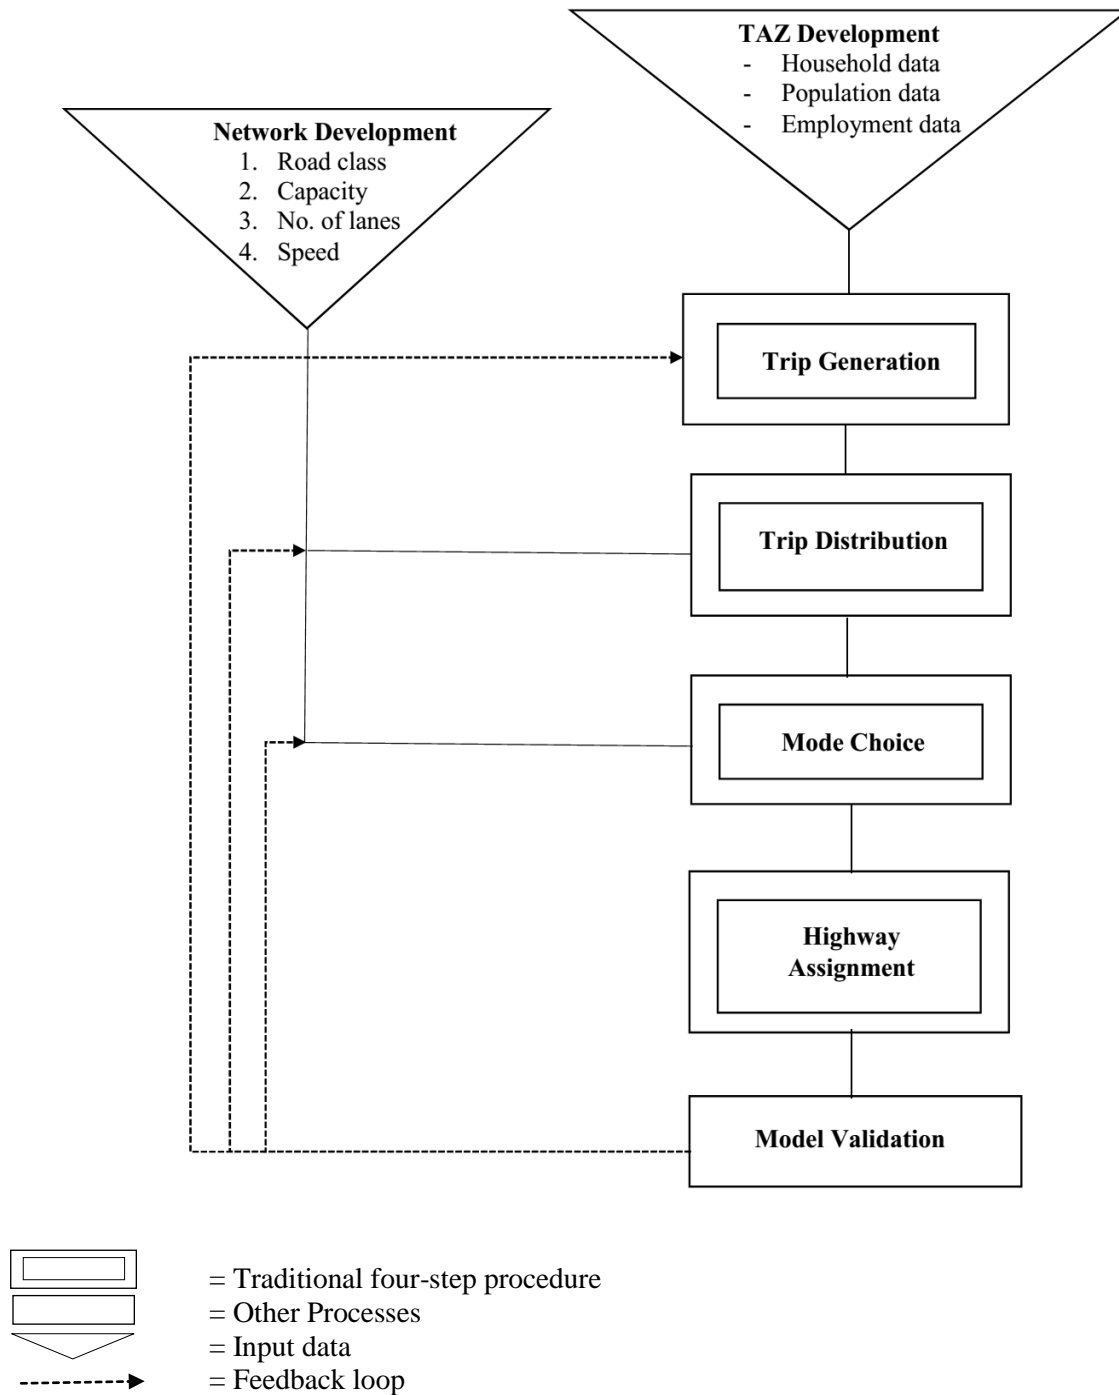 TAZ Development
- Household data
- Population data
- Employment data
Network Development
1. Road class
2. Capacity
3. No. of lanes
4. Speed
Trip Generation
Trip Distribution
Mode Choice
Highway
Assignment
Model Validation
= Traditional four-step procedure
= Other Processes
= Input data
= Feedback loop